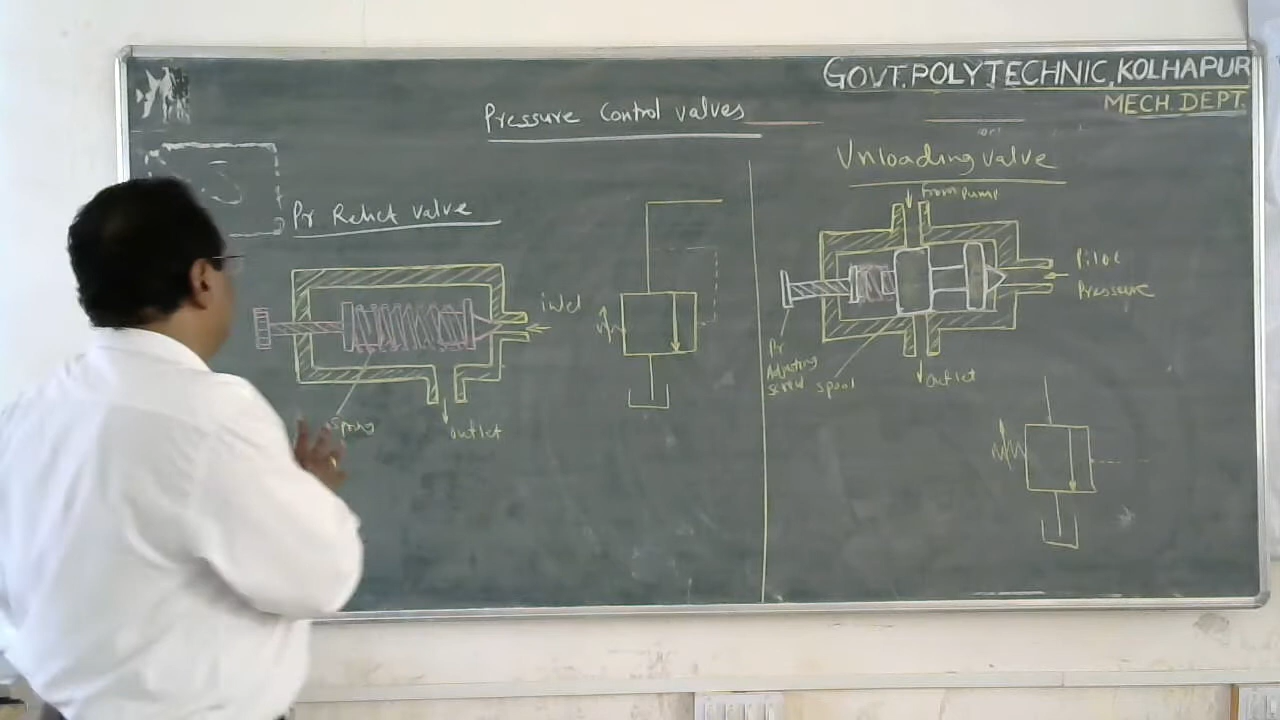 GOVT. POLYTECHNIC, KOLHAPUR
MECH. DEPT.
Pressure Control valves
5
Pr Relief valve
inlet
spring
outlet
Unloading valve
from pump
Pilot
Pressure
Pr
Adjusting
screw
spool
outlet